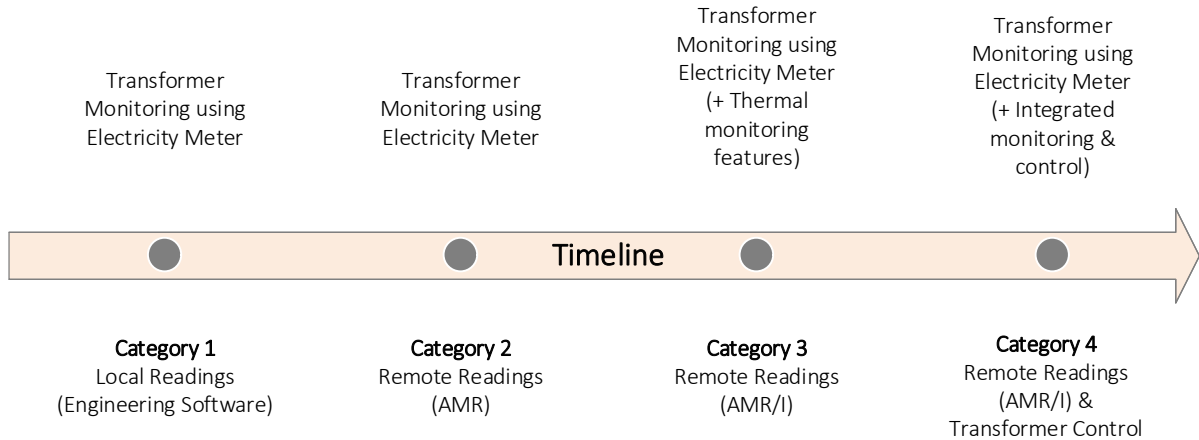 Transformer
Monitoring using
Electricity Meter
Transformer
Monitoring using
Electricity Meter
Transformer
Monitoring using
Electricity Meter
(+ Thermal
monitoring
features)
Transformer
Monitoring using
Electricity Meter
(+ Integrated
monitoring &
control)
Timeline
Category 1
Local Readings
(Engineering Software)
Category 2
Remote Readings
(AMR)
Category 3
Remote Readings
(AMR/I)
Category 4
Remote Readings
(AMR/I) &
Transformer Control